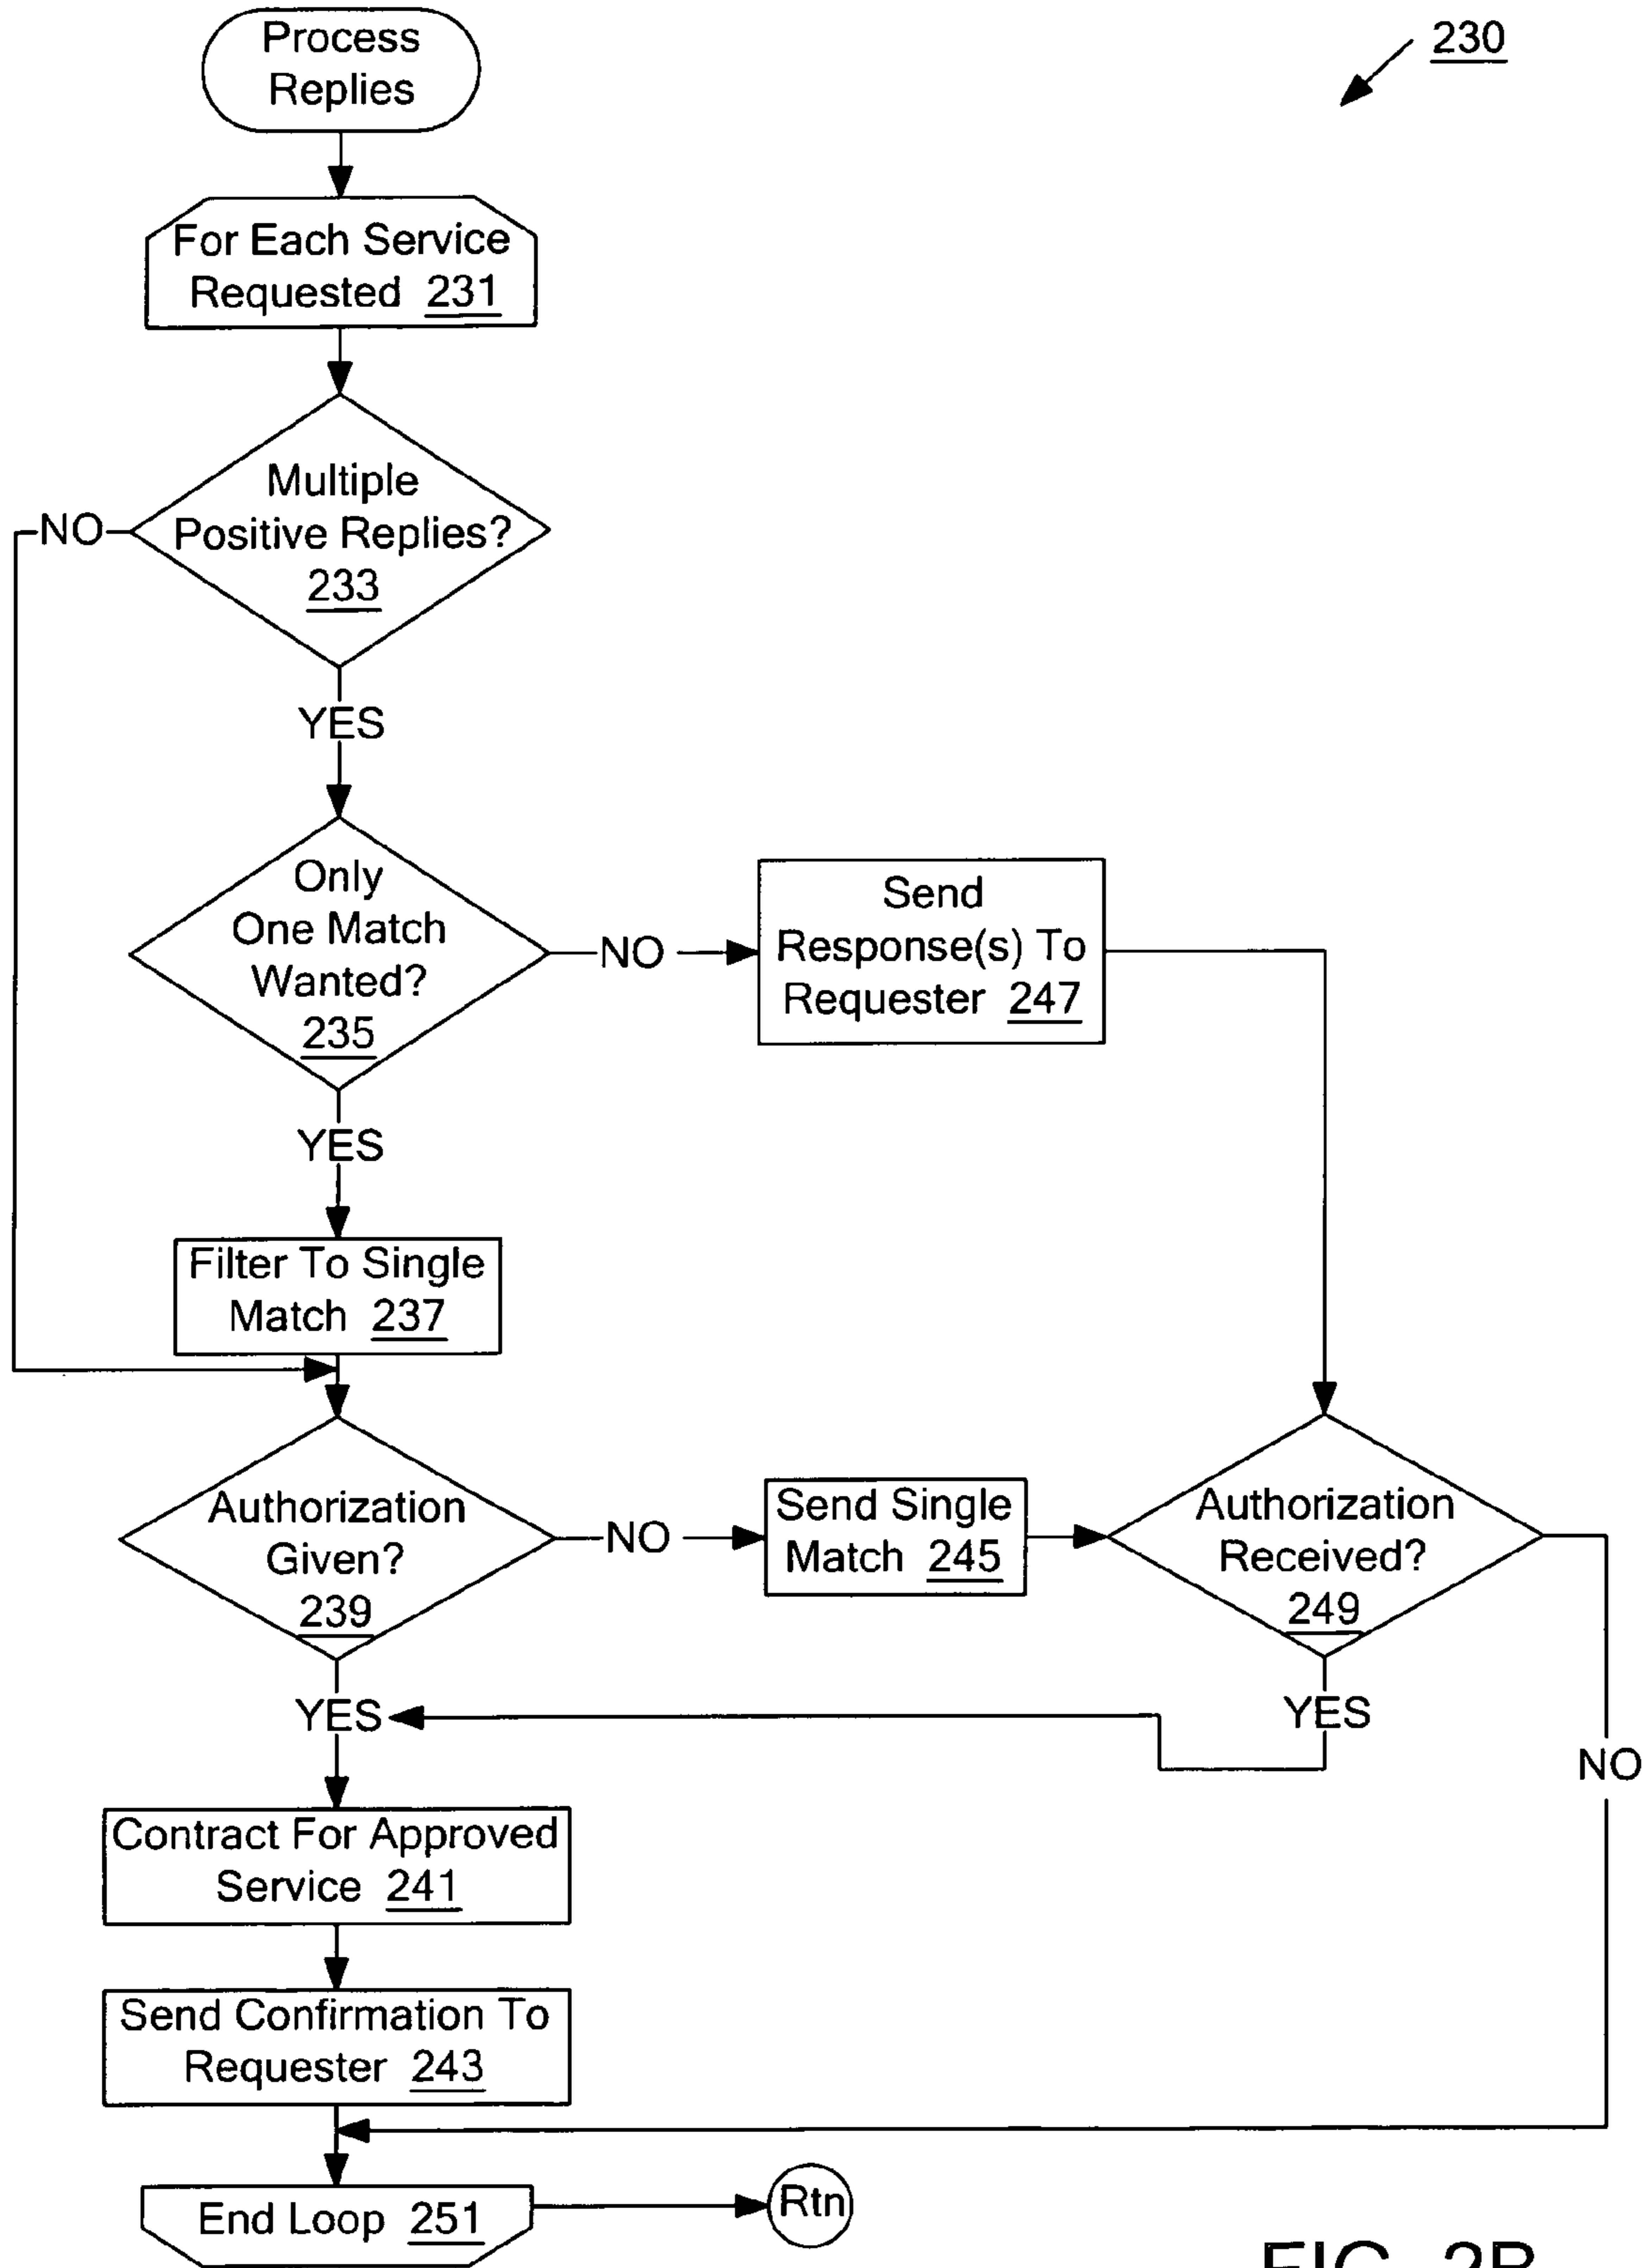 Process
Replies
230
For Each Service
Requested 231
Multiple
Positive Replies?
233
NO
YES
Only
One Match
Wanted?
235
NO
Send
Response(s) To
Requester 247
YES
Filter To Single
Match 237
Authorization
Given?
239
NO
Send Single
Match 245
Authorization
Received?
249
YES
YES
NO
Contract For Approved
Service 241
Send Confirmation To
Requester 243
End Loop 251
Rtn
FIG. 2B